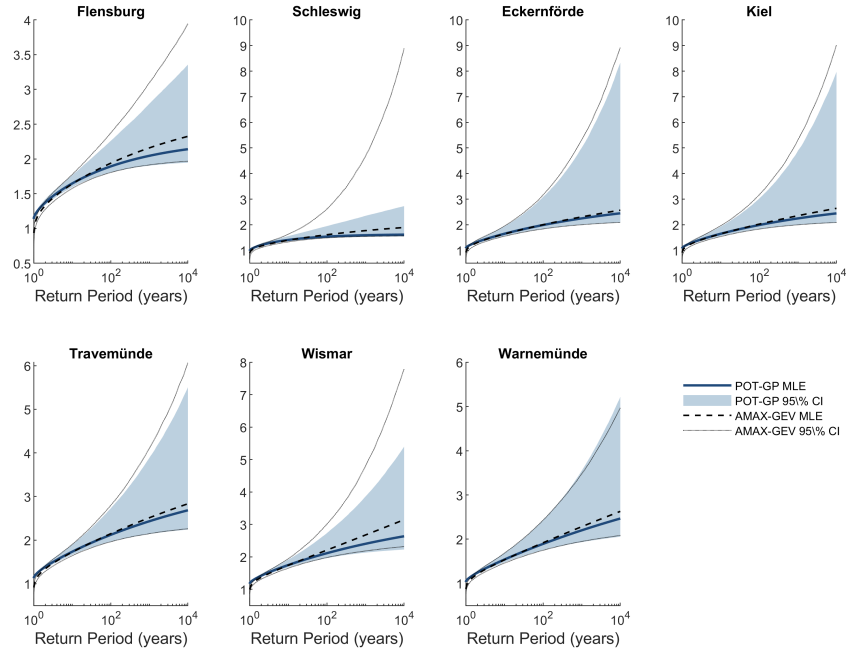 Flensburg
4
3.5
3
2.5
2
1.5
1
0.5
10^0 10^2 10^4
Return Period (years)
Schleswig
10
9
8
7
6
5
4
3
2
1
10^0 10^2 10^4
Return Period (years)
Eckernförde
10
9
8
7
6
5
4
3
2
1
10^0 10^2 10^4
Return Period (years)
Kiel
10
9
8
7
6
5
4
3
2
1
10^0 10^2 10^4
Return Period (years)
Travemünde
6
5
4
3
2
1
10^0 10^2 10^4
Return Period (years)
Wismar
8
7
6
5
4
3
2
1
10^0 10^2 10^4
Return Period (years)
Warnemünde
6
5
4
3
2
1
10^0 10^2 10^4
Return Period (years)
POT-GP MLE
POT-GP 95\% CI
AMAX-GEV MLE
AMAX-GEV 95\% CI